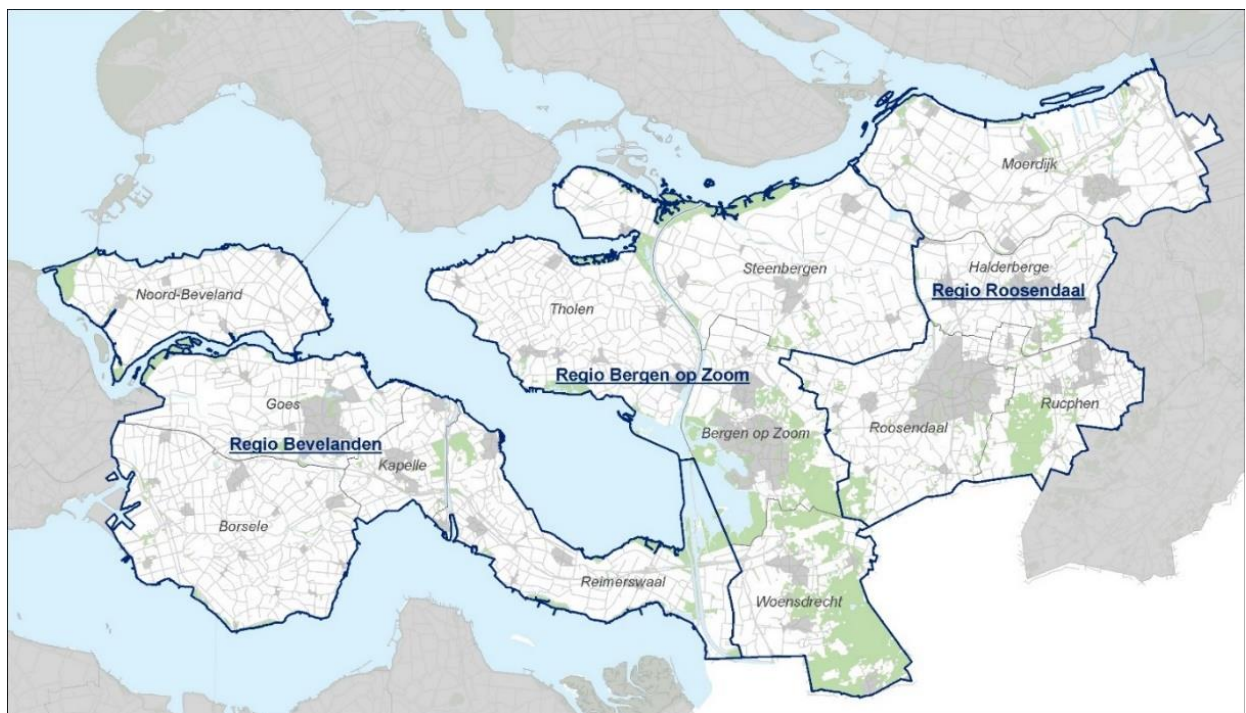 Moerdijk
Halderberge
Regio Roosendaal
Steenbergen
Noord-Beveland
Tholen
Regio Bergen op Zoom
Goes
Rucphen
Roosendaal
Bergen op Zoom
Regio Bevelanden
Kapelle
Borsele
Reimerswaal
Woensdrecht